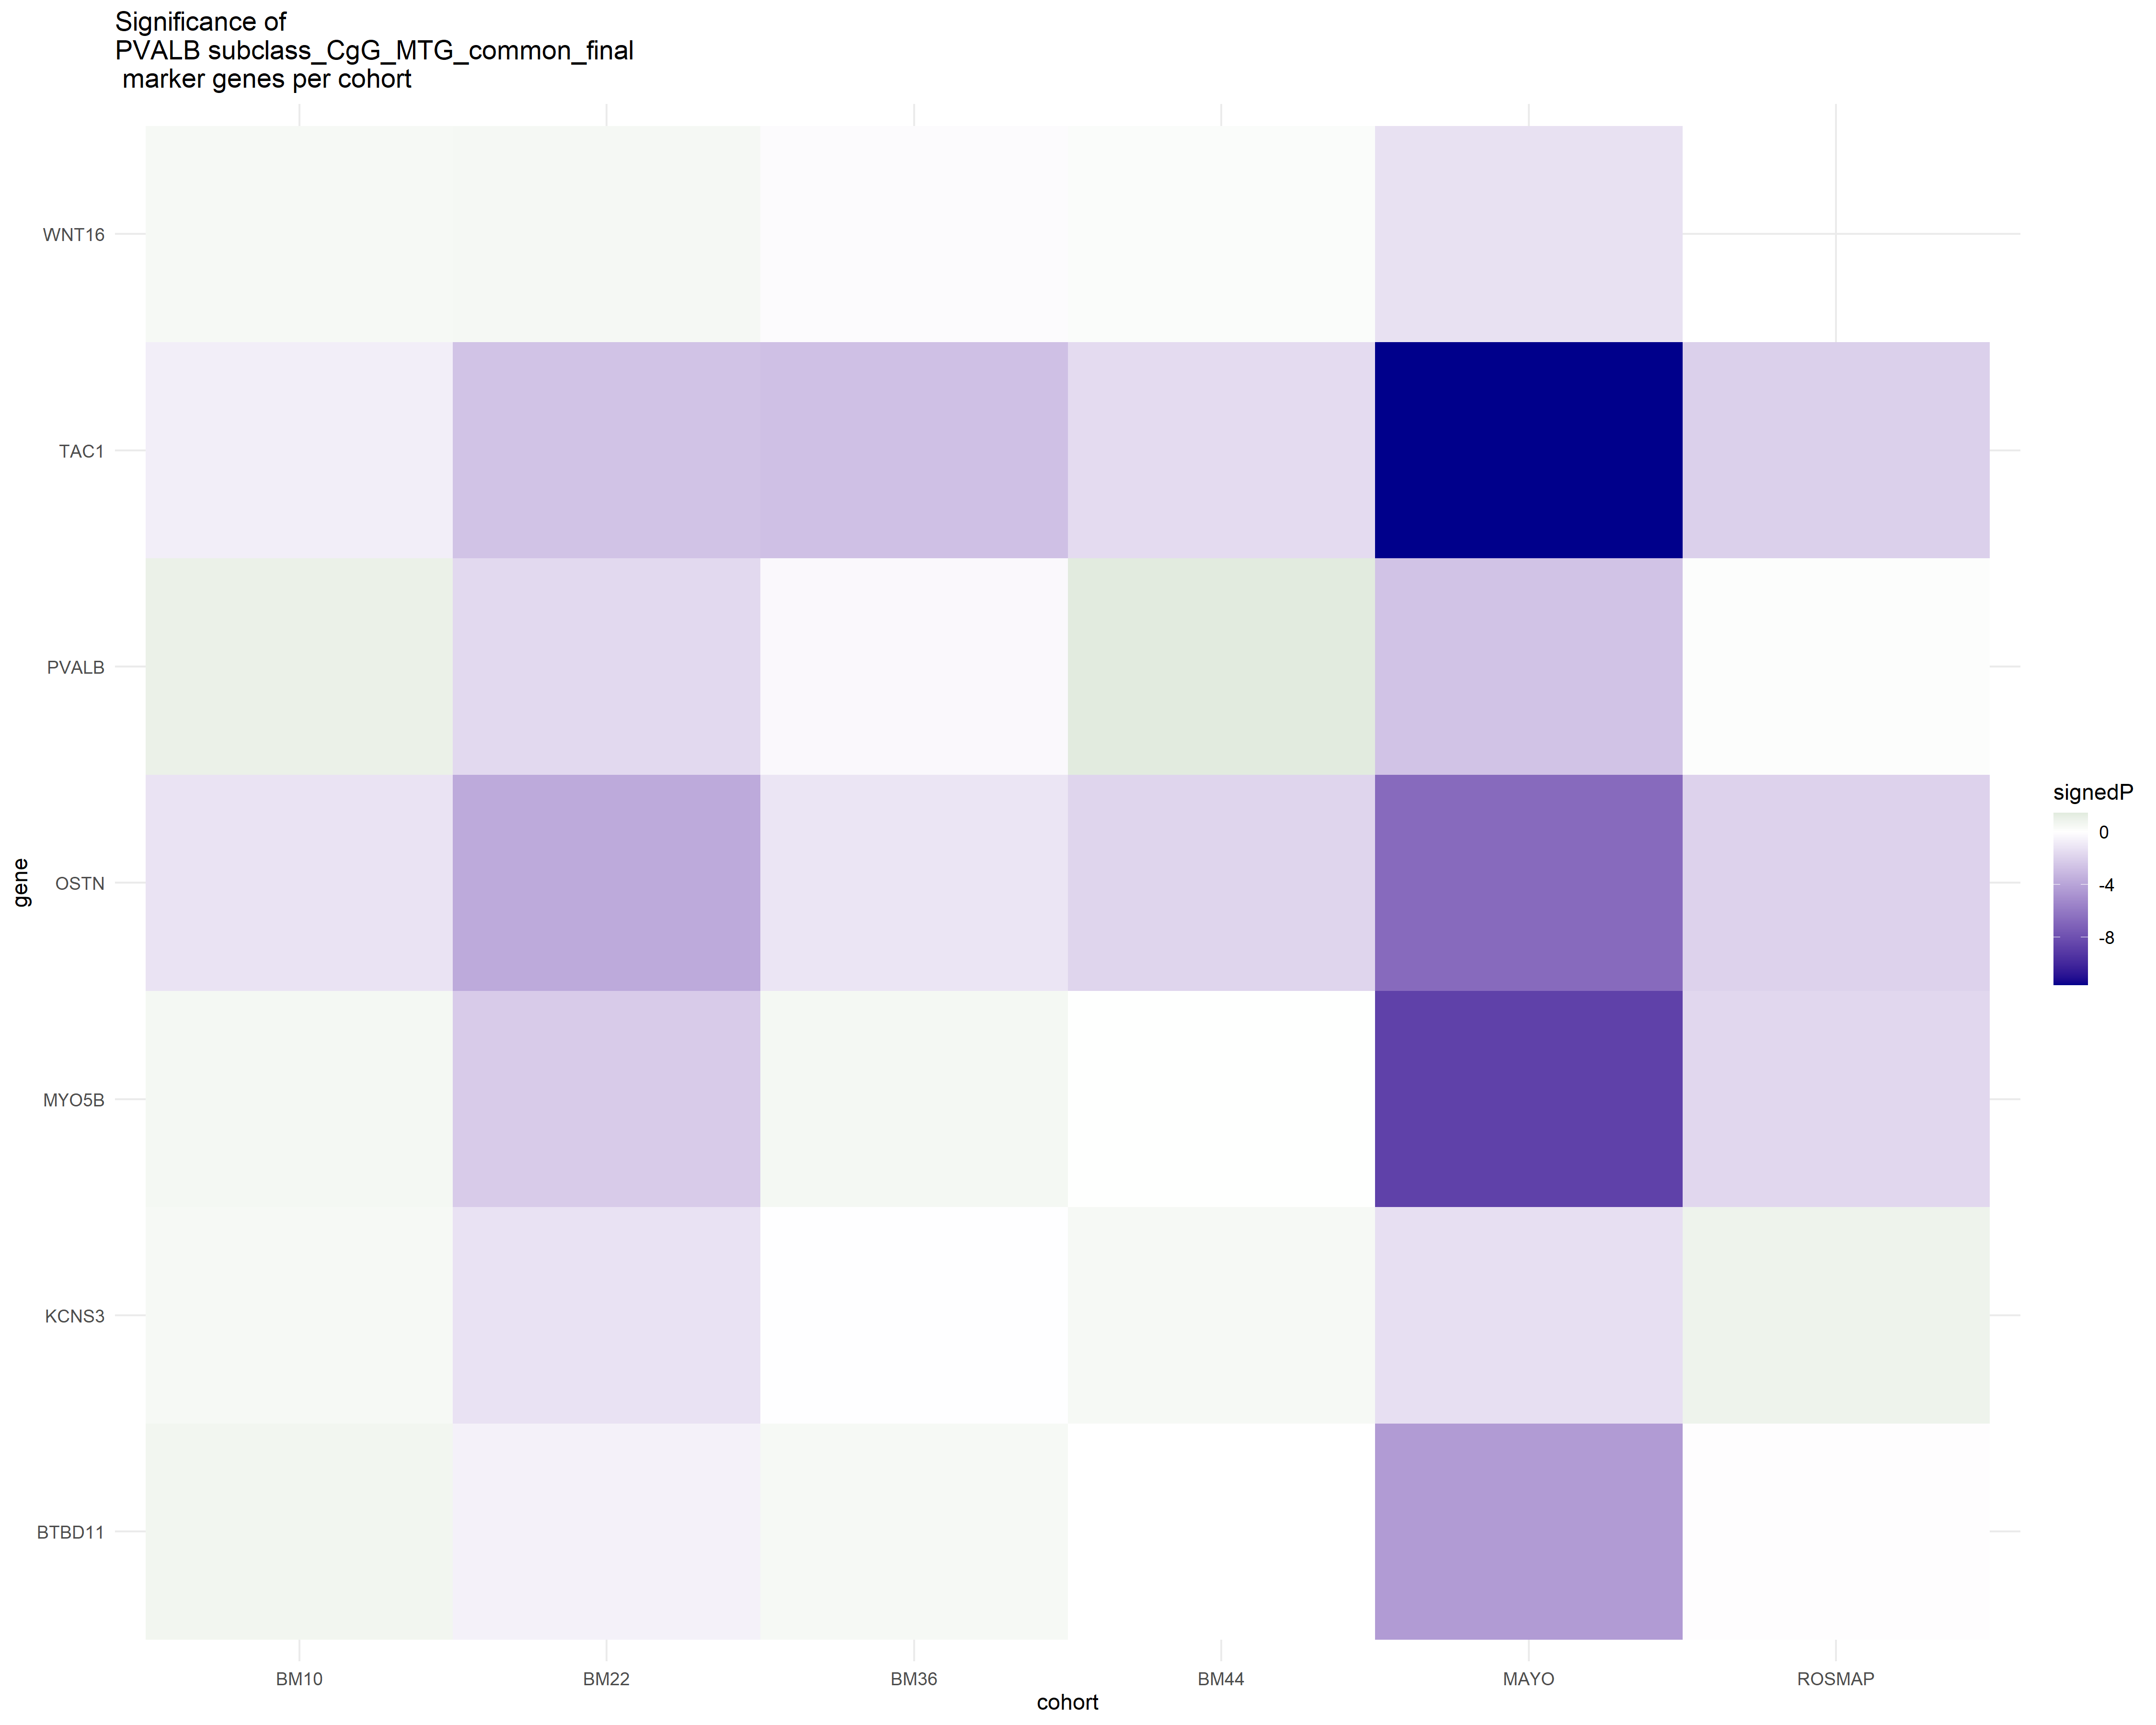 Significance of
PVALB subclass_CgG_MTG_common_final
marker genes per cohort
WNT16
TAC1
PVALB
OSTN
MYO5B
KCNS3
BTBD11
gene
BM10
BM22
BM36
BM44
MAYO
ROSMAP
cohort
signedP
0
-4
-8